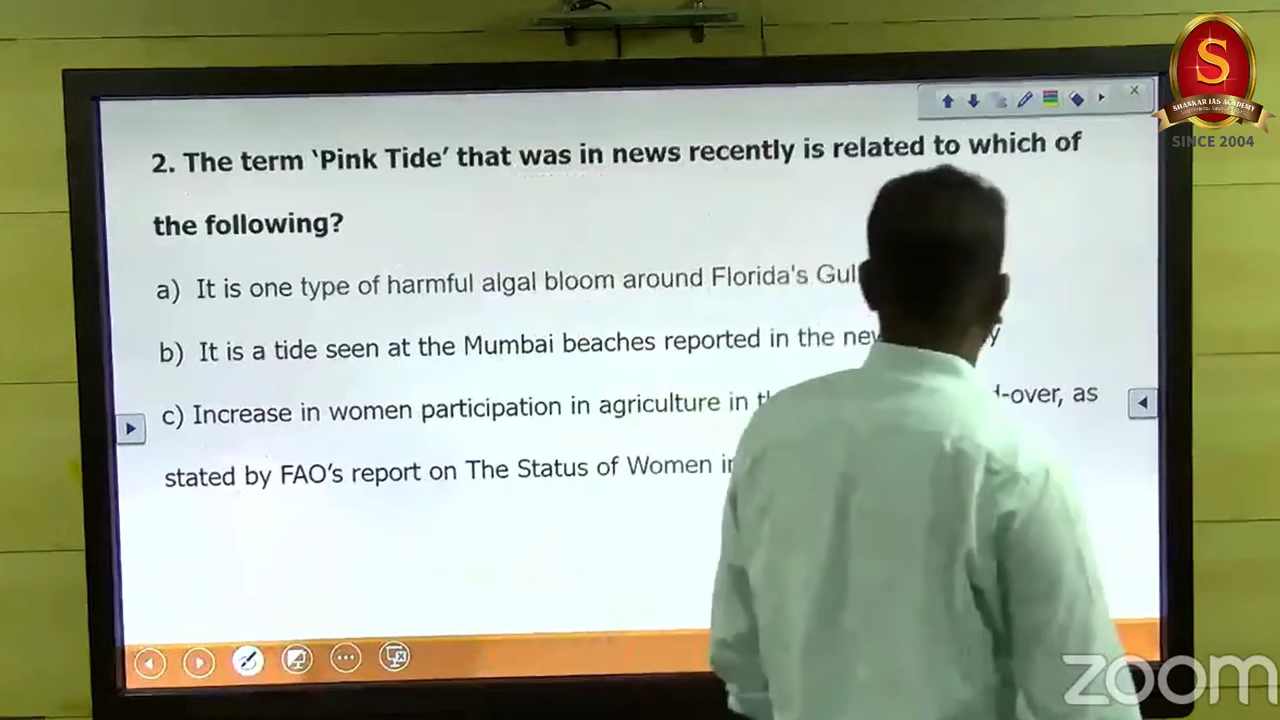 S
SHANKAR IAS ACADEMY
SINCE 2004
2. The term ‘Pink Tide’ that was in news recently is related to which of
the following?
a) It is one type of harmful algal bloom around Florida's
b) It is a tide seen at the Mumbai beaches reported in the
c) Increase in women participation in agriculture in -over, as
stated by FAO’s report on The Status of Women
zoom